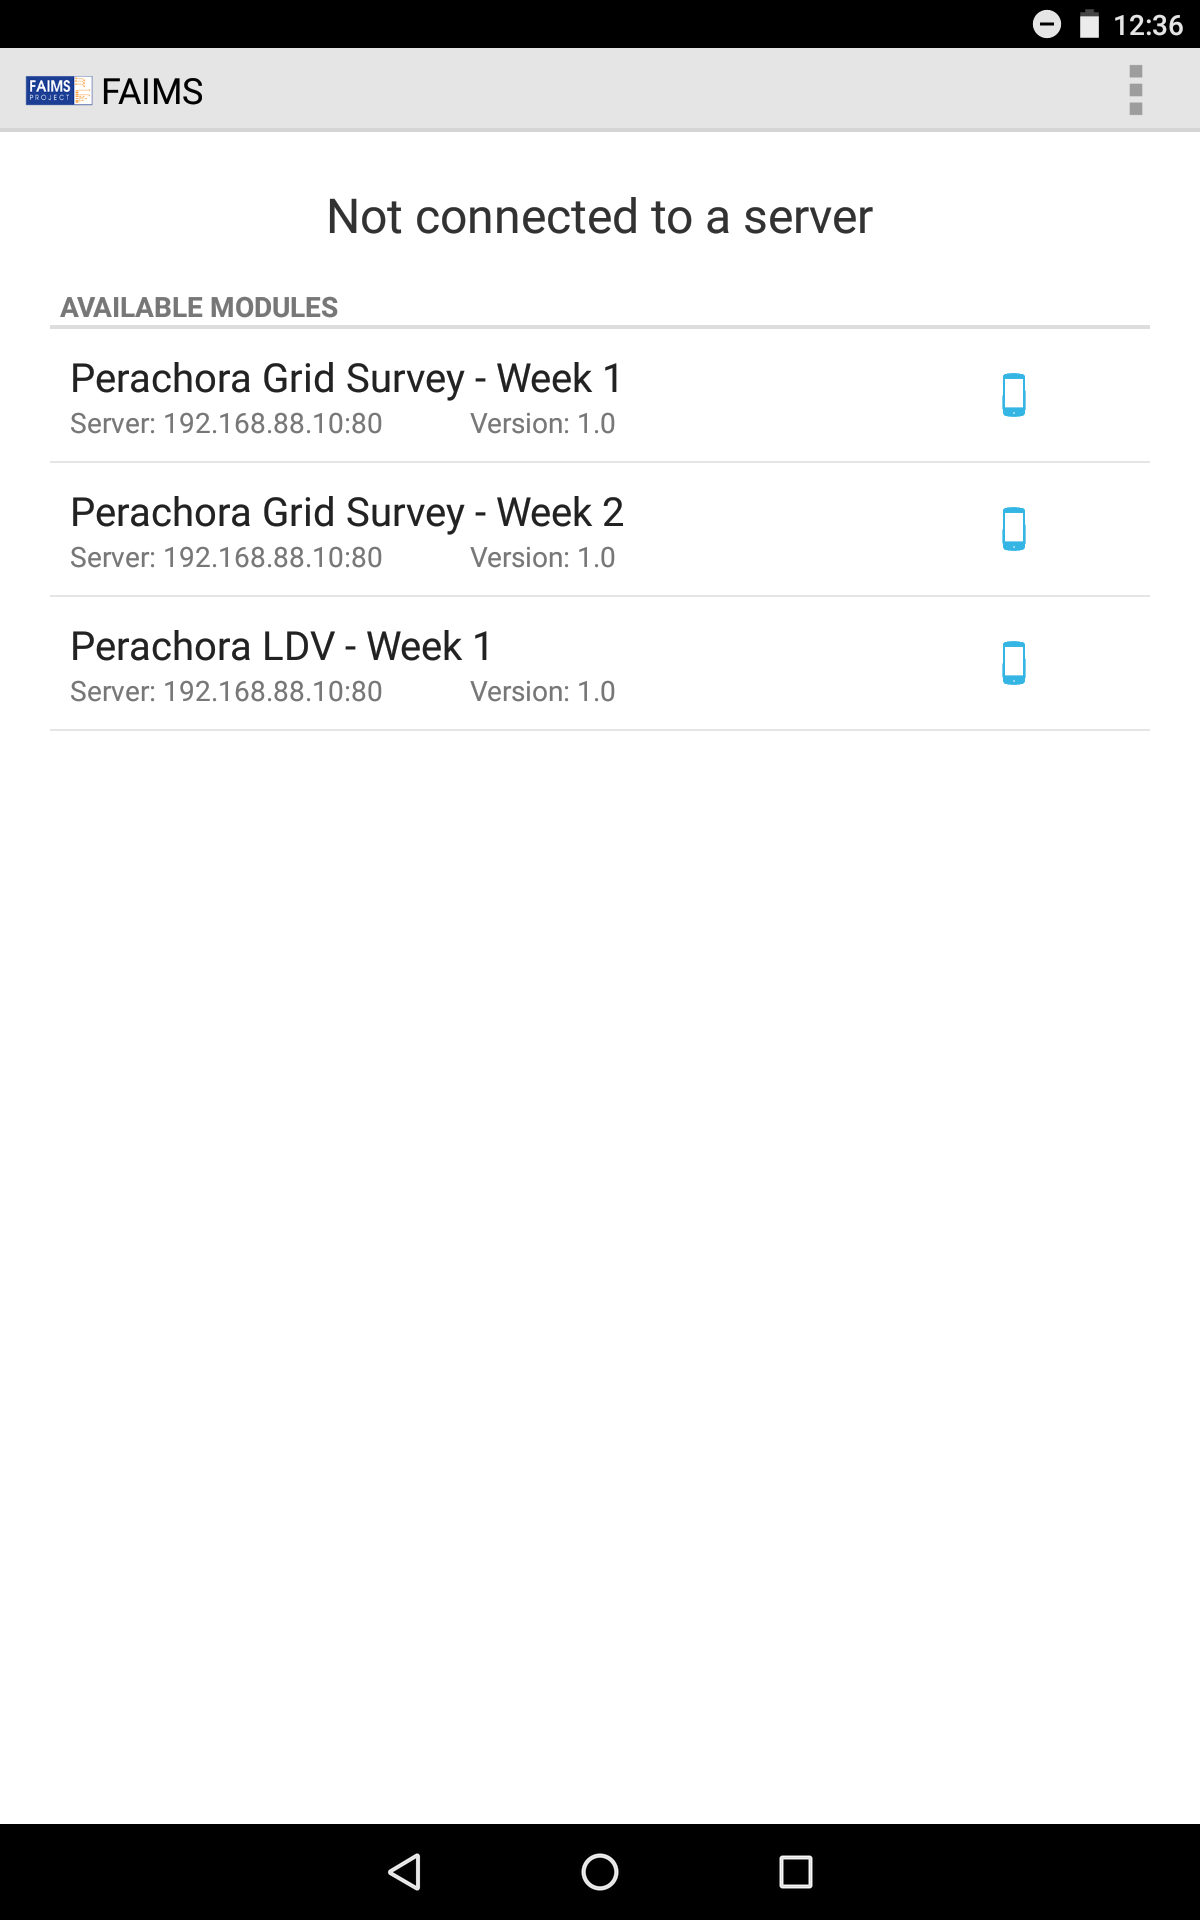 12:36
FAIMS
PROJECT
FAIMS
Not connected to a server
AVAILABLE MODULES
Perachora Grid Survey - Week 1
Server: 192.168.88.10:80 Version: 1.0
Perachora Grid Survey - Week 2
Server: 192.168.88.10:80 Version: 1.0
Perachora LDV - Week 1
Server: 192.168.88.10:80 Version: 1.0